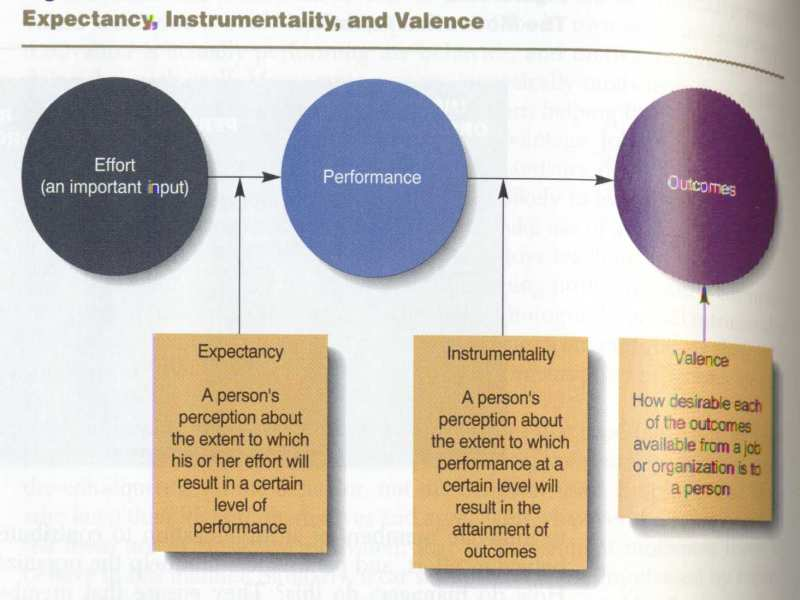 Expectancy, Instrumentality, and Valence
Effort
(an important input)
Performance
Outcomes
Expectancy
A person's
perception about
the extent to which
his or her effort will
result in a certain
level of
performance
Instrumentality
A person's
perception about
the extent to which
performance at a
certain level will
result in the
attainment of
outcomes
Valence
How desirable each
of the outcomes
available from a job
or organization is to
a person